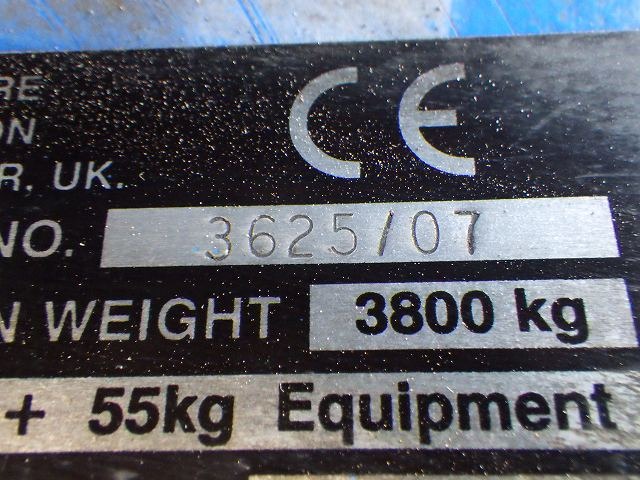 RE
ON
R, UK.
CE
NO. 3625/07
N WEIGHT 3800 kg
+ 55kg Equipment